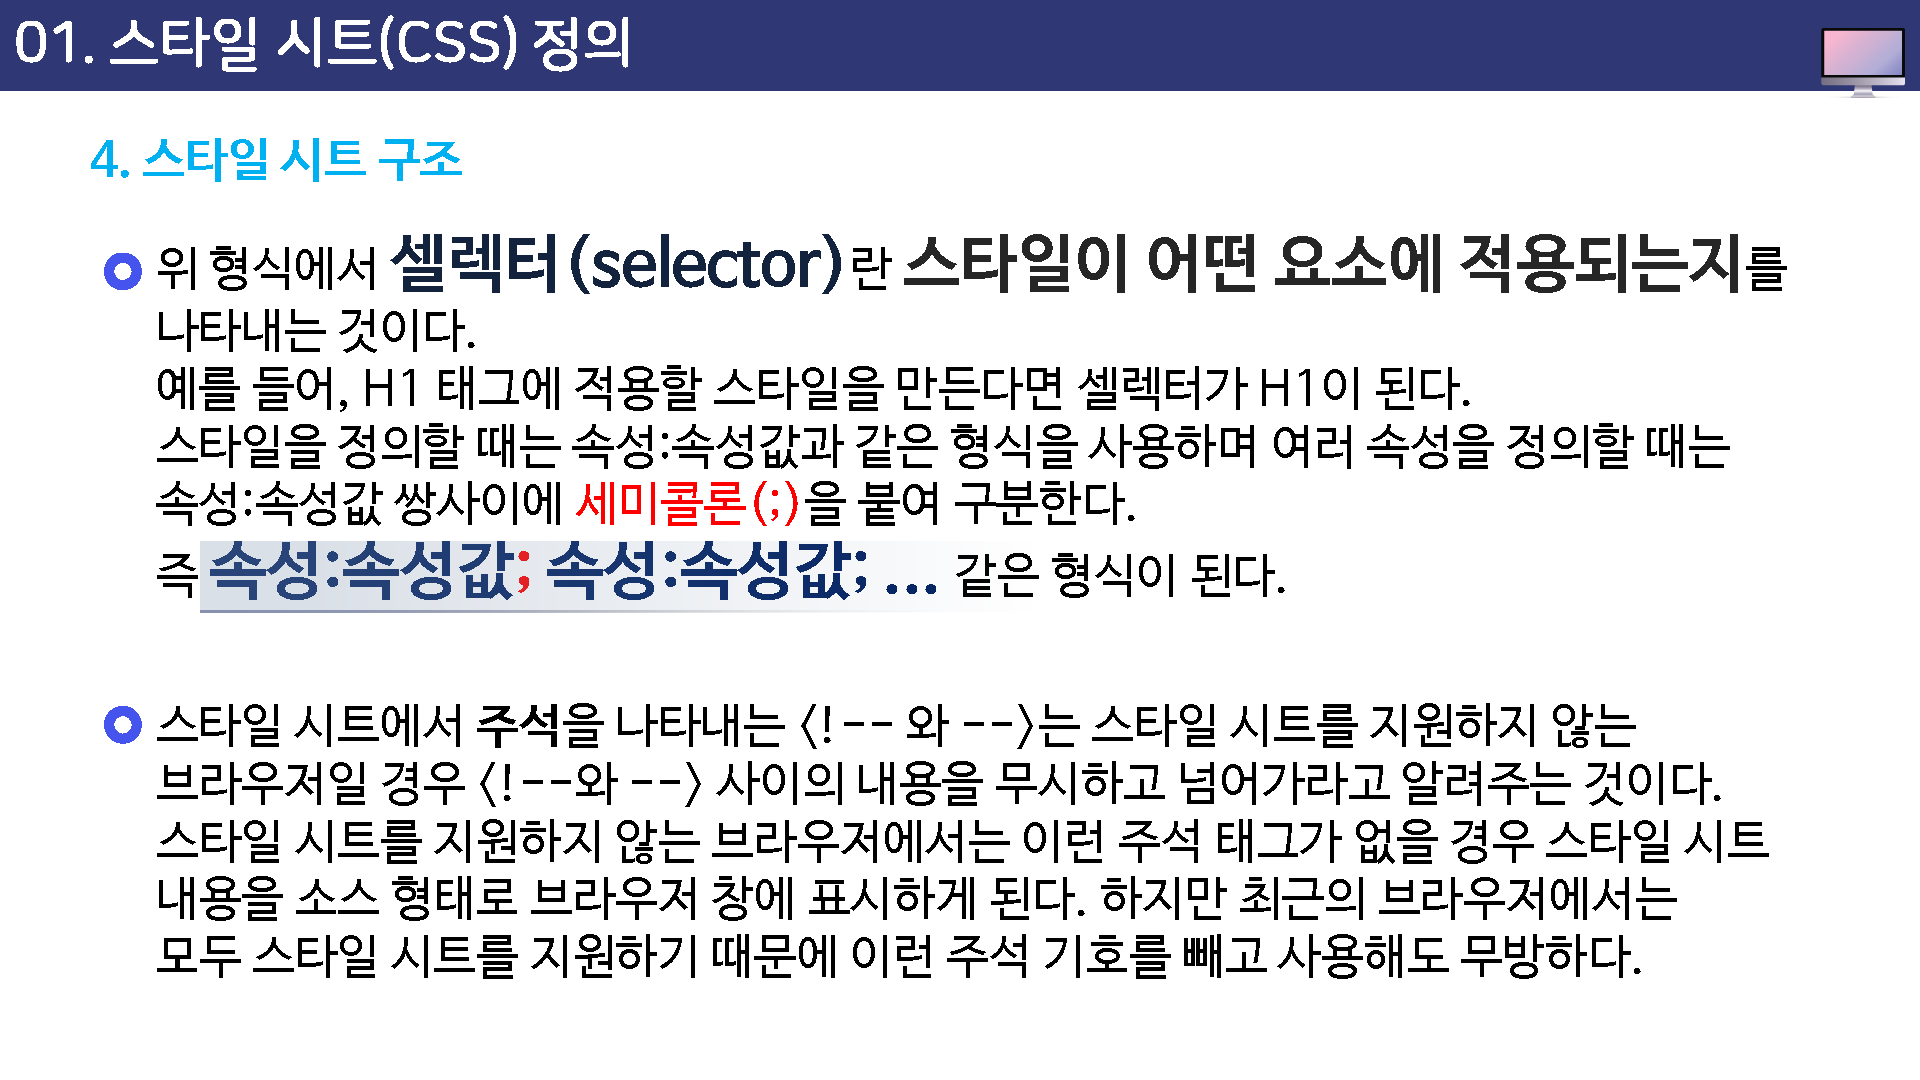 01. 스타일 시트(CSS) 정의
4. 스타일 시트 구조
위 형식에서 셀렉터(selector)란 스타일이 어떤 요소에 적용되는지를
나타내는 것이다.
예를 들어, H1 태그에 적용할 스타일을 만든다면 셀렉터가 H1이 된다.
스타일을 정의할 때는 속성:속성값과 같은 형식을 사용하며 여러 속성을 정의할 때는
속성:속성값 쌍사이에 세미콜론(;)을 붙여 구분한다.
즉 속성:속성값; 속성:속성값; ... 같은 형식이 된다.
스타일 시트에서 주석을 나타내는 <!-- 와 -->는 스타일 시트를 지원하지 않는
브라우저일 경우 <!--와 --> 사이의 내용을 무시하고 넘어가라고 알려주는 것이다.
스타일 시트를 지원하지 않는 브라우저에서는 이런 주석 태그가 없을 경우 스타일 시트
내용을 소스 형태로 브라우저 창에 표시하게 된다. 하지만 최근의 브라우저에서는
모두 스타일 시트를 지원하기 때문에 이런 주석 기호를 빼고 사용해도 무방하다.